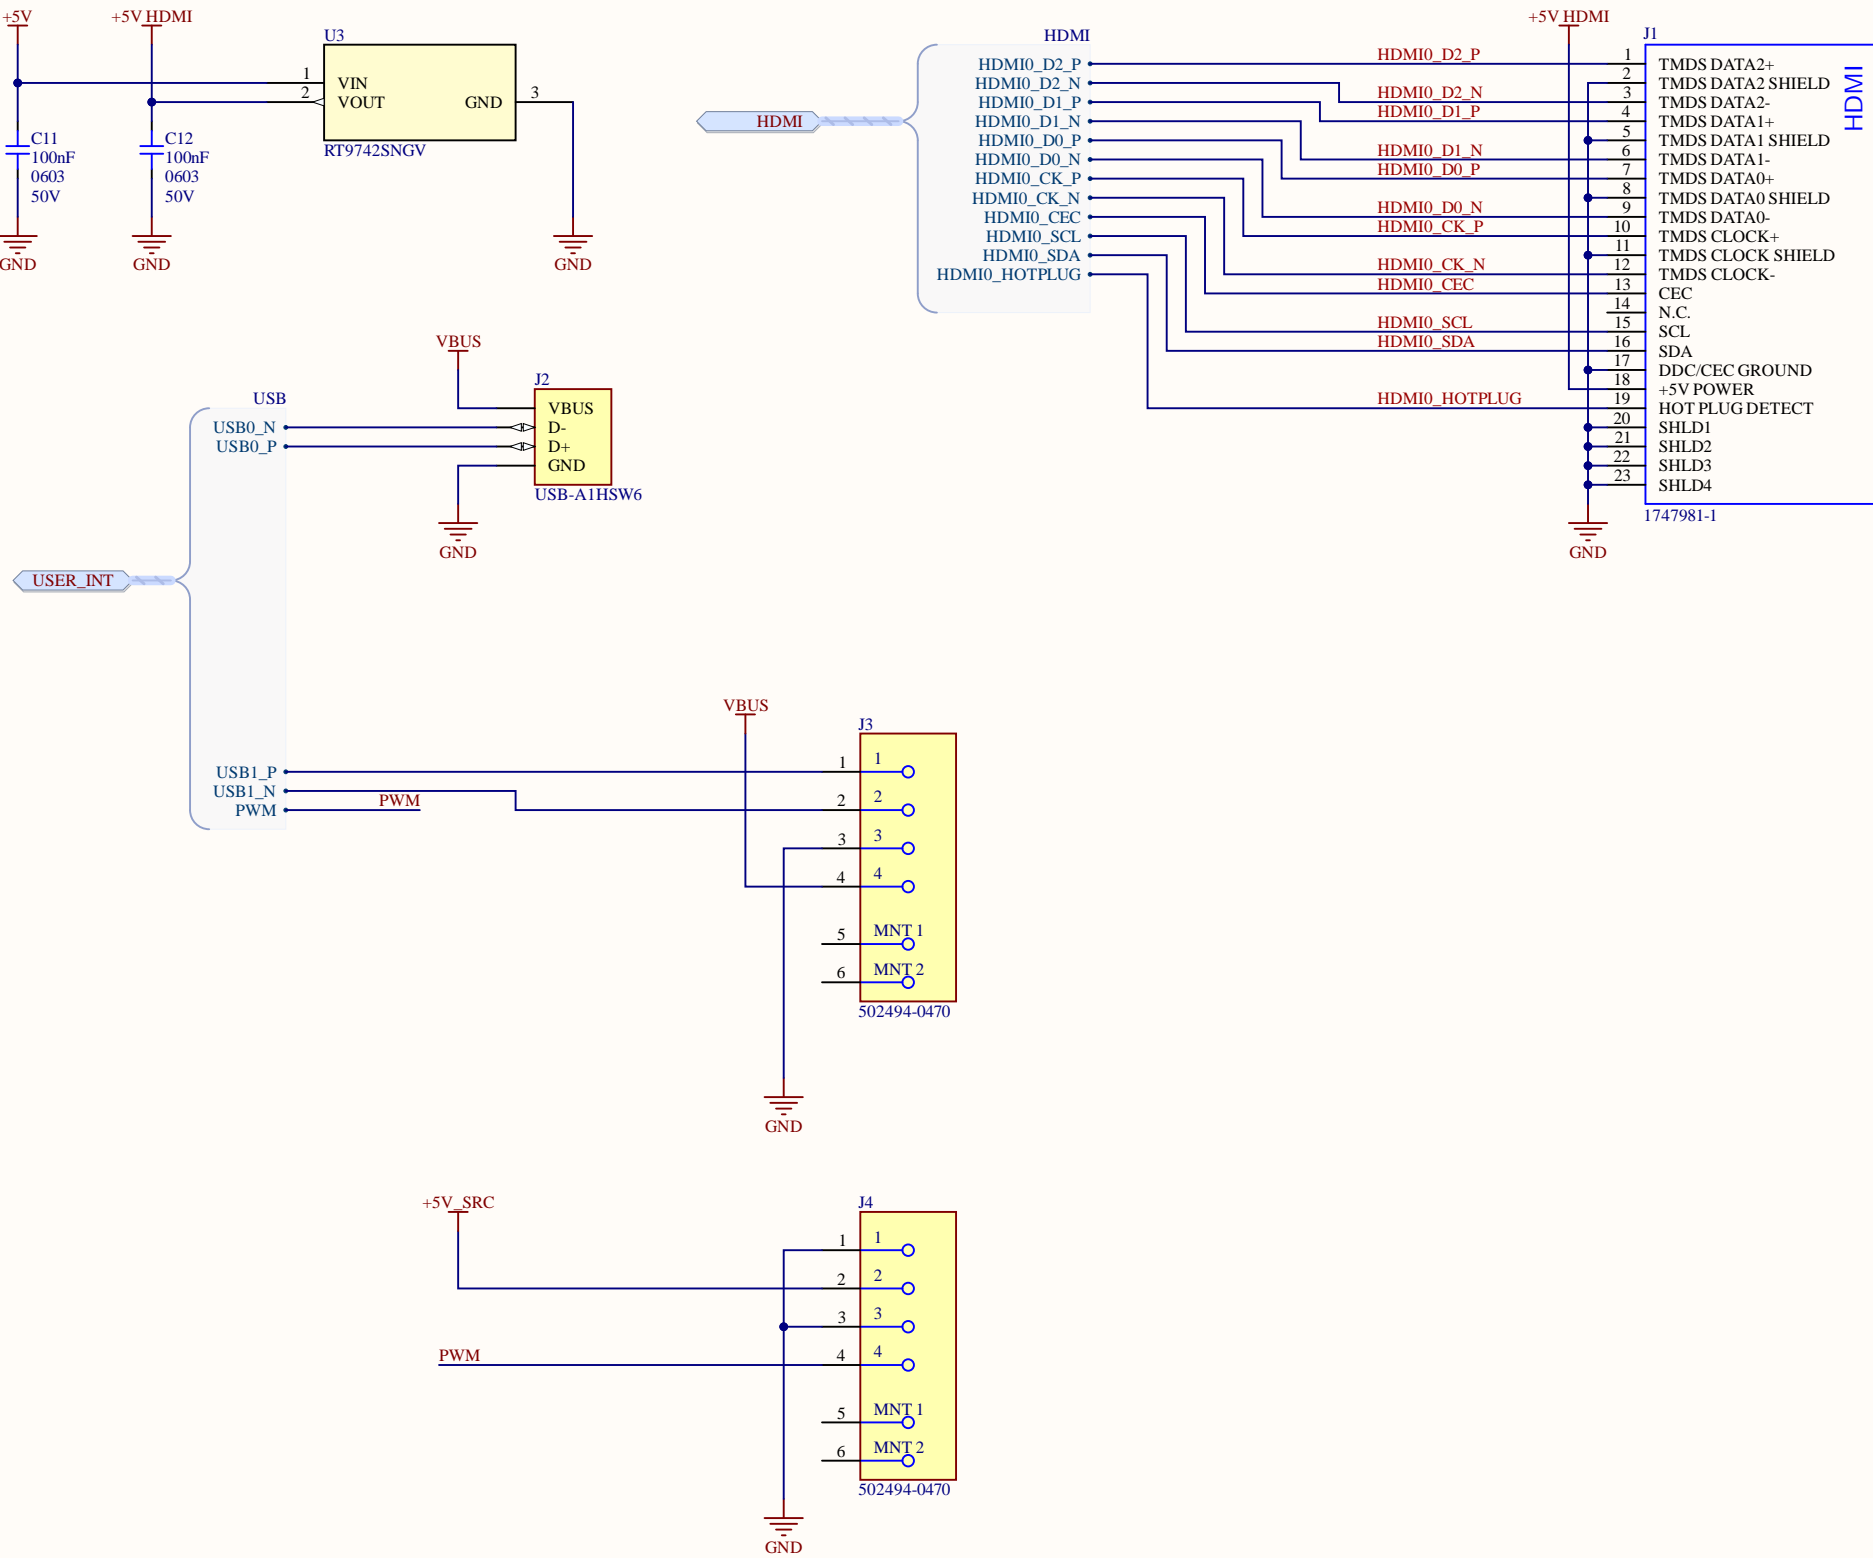 +5V
+5V HDMI
U3
1
VIN
2
VOUT
GND
3
RT9742SNGV
C11
100nF
0603
50V
C12
100nF
0603
50V
GND
GND
GND
HDMI
HDMI
HDMI0_D2_P
HDMI0_D2_N
HDMI0_D1_P
HDMI0_D1_N
HDMI0_D0_P
HDMI0_D0_N
HDMI0_CK_P
HDMI0_CK_N
HDMI0_CEC
HDMI0_SCL
HDMI0_SDA
HDMI0_HOTPLUG
+5V HDMI
HDMI0_D2_P
HDMI0_D2_N
HDMI0_D1_P
HDMI0_D1_N
HDMI0_D0_P
HDMI0_D0_N
HDMI0_CK_P
HDMI0_CK_N
HDMI0_CEC
HDMI0_SCL
HDMI0_SDA
HDMI0_HOTPLUG
J1
HDMI
1 TMDS DATA2+
2 TMDS DATA2 SHIELD
3 TMDS DATA2-
4 TMDS DATA1+
5 TMDS DATA1 SHIELD
6 TMDS DATA1-
7 TMDS DATA0+
8 TMDS DATA0 SHIELD
9 TMDS DATA0-
10 TMDS CLOCK+
11 TMDS CLOCK SHIELD
12 TMDS CLOCK-
13 CEC
14 N.C.
15 SCL
16 SDA
17 DDC/CEC GROUND
18 +5V POWER
19 HOT PLUG DETECT
20 SHLD1
21 SHLD2
22 SHLD3
23 SHLD4
1747981-1
GND
VBUS
J2
VBUS
D-
D+
GND
USB-A1HSW6
GND
USB
USB0_N
USB0_P
USER_INT
USB1_P
USB1_N
PWM
PWM
VBUS
J3
1 1
2 2
3 3
4 4
5 MNT 1
6 MNT 2
502494-0470
GND
+5V_SRC
PWM
J4
1 1
2 2
3 3
4 4
5 MNT 1
6 MNT 2
502494-0470
GND